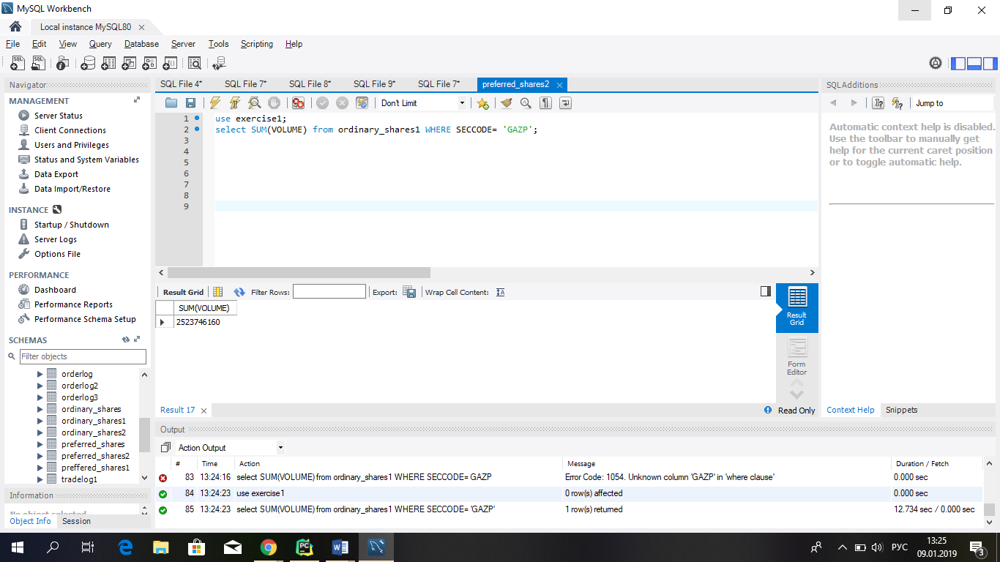 MySQL Workbench
Local instance MySQL80
File Edit View Query Database Server Tools Scripting Help
Navigator
MANAGEMENT
Server Status
Client Connections
Users and Privileges
Status and System Variables
Data Export
Data Import/Restore
INSTANCE
Startup / Shutdown
Server Logs
Options File
PERFORMANCE
Dashboard
Performance Reports
Performance Schema Setup
SCHEMAS
Filter objects
orderlog
orderlog2
orderlog3
ordinary_shares
ordinary_shares1
ordinary_shares2
preferred_shares
preferred_shares2
preffered_shares1
tradelog1
Information
No object selected
Object Info Session
SQL File 4* SQL File 7* SQL File 8* SQL File 9* SQL File 7* preferred_shares2
Don't Limit
1 use exercise1;
2 select SUM(VOLUME) from ordinary_shares1 WHERE SECCODE= 'GAZP';
3
4
5
6
7
8
9
Result Grid Filter Rows: Export: Wrap Cell Content:
SUM(VOLUME)
2523746160
Result Grid
Form Editor
Result 17
Read Only
SQLAdditions
Jump to
Automatic context help is disabled.
Use the toolbar to manually get
help for the current caret position
or to toggle automatic help.
Context Help Snippets
Output
Action Output
# Time Action Message Duration / Fetch
83 13:24:16 select SUM(VOLUME) from ordinary_shares1 WHERE SECCODE= GAZP Error Code: 1054. Unknown column 'GAZP' in 'where clause' 0.000 sec
84 13:24:23 use exercise1 0 row(s) affected 0.000 sec
85 13:24:23 select SUM(VOLUME) from ordinary_shares1 WHERE SECCODE= 'GAZP' 1 row(s) returned 12.734 sec / 0.000 sec
РУС
13:25
09.01.2019
3